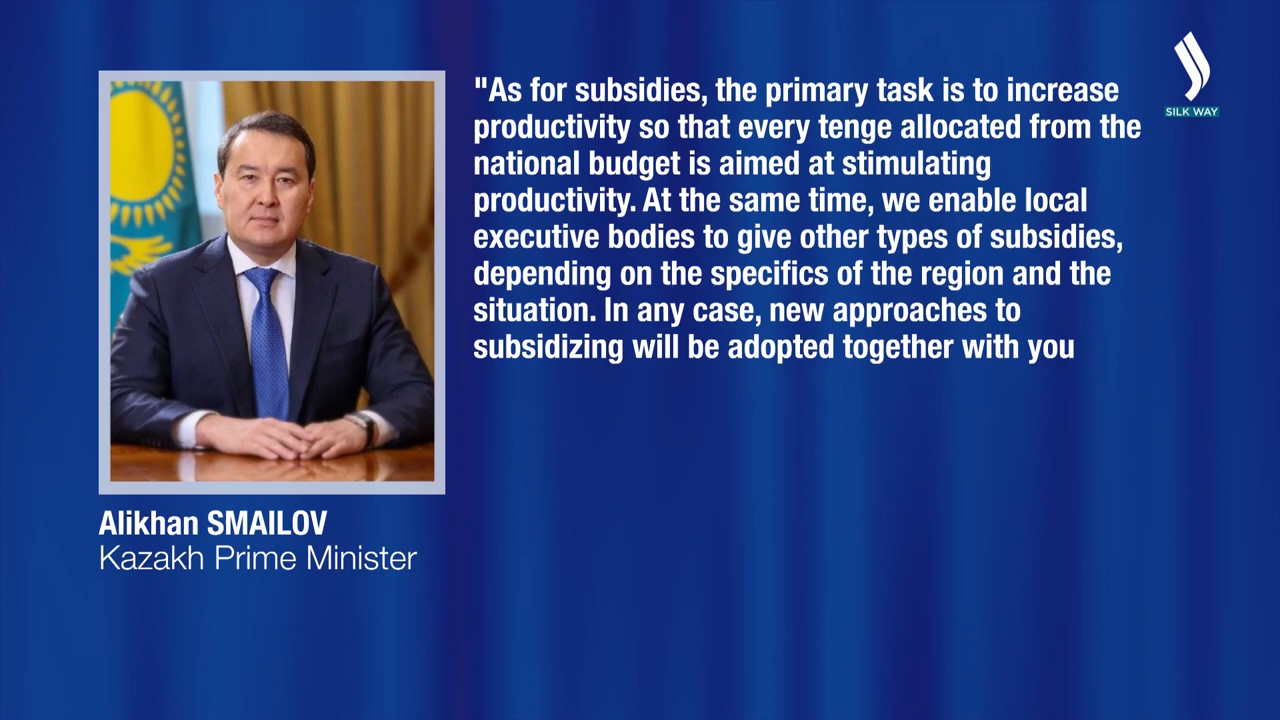 "As for subsidies, the primary task is to increase
productivity so that every tenge allocated from the
national budget is aimed at stimulating
productivity. At the same time, we enable local
executive bodies to give other types of subsidies,
depending on the specifics of the region and the
situation. In any case, new approaches to
subsidizing will be adopted together with you
SILK WAY
Alikhan SMAILOV
Kazakh Prime Minister